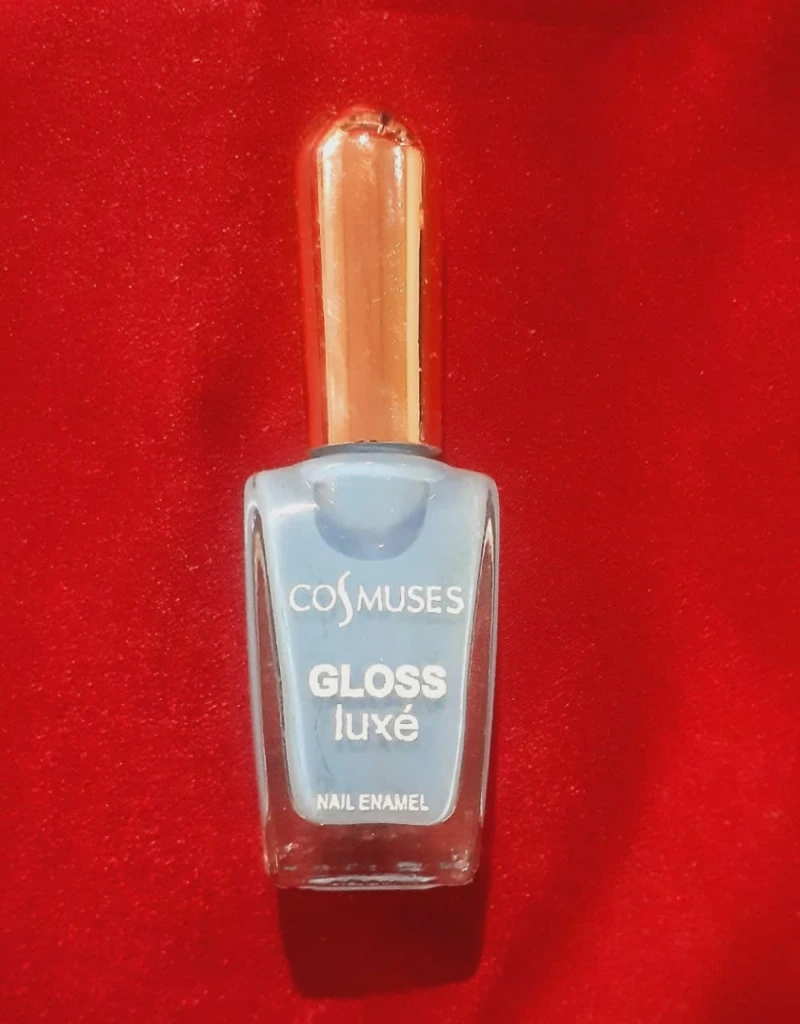 COSMUSES
GLOSS
luxé
NAIL ENAMEL